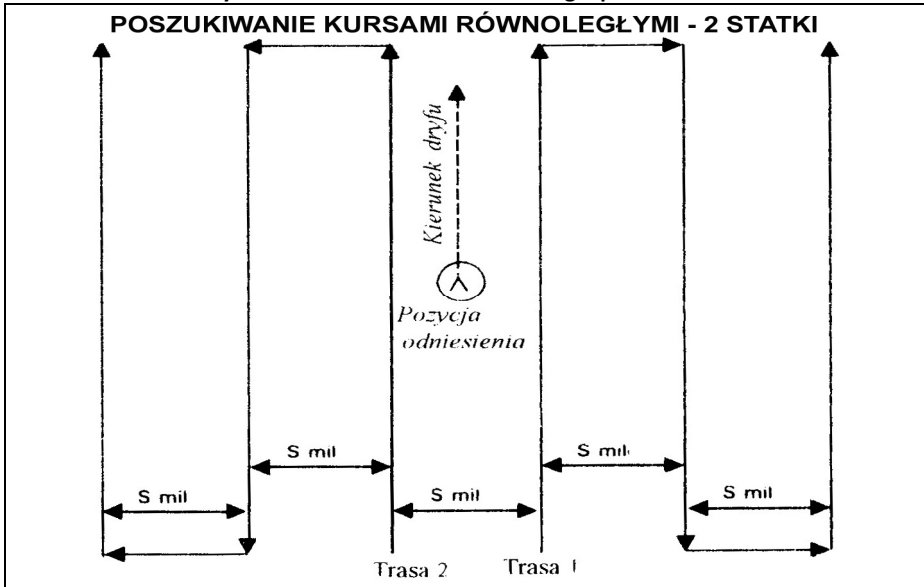 POSZUKIWANIE KURSAMI RÓWNOLEGŁYMI - 2 STATKI
Kierunek dryfu
Pozycja
odniesienia
S mil
S mil
S mil
S mil
S mil
Trasa 2
Trasa 1